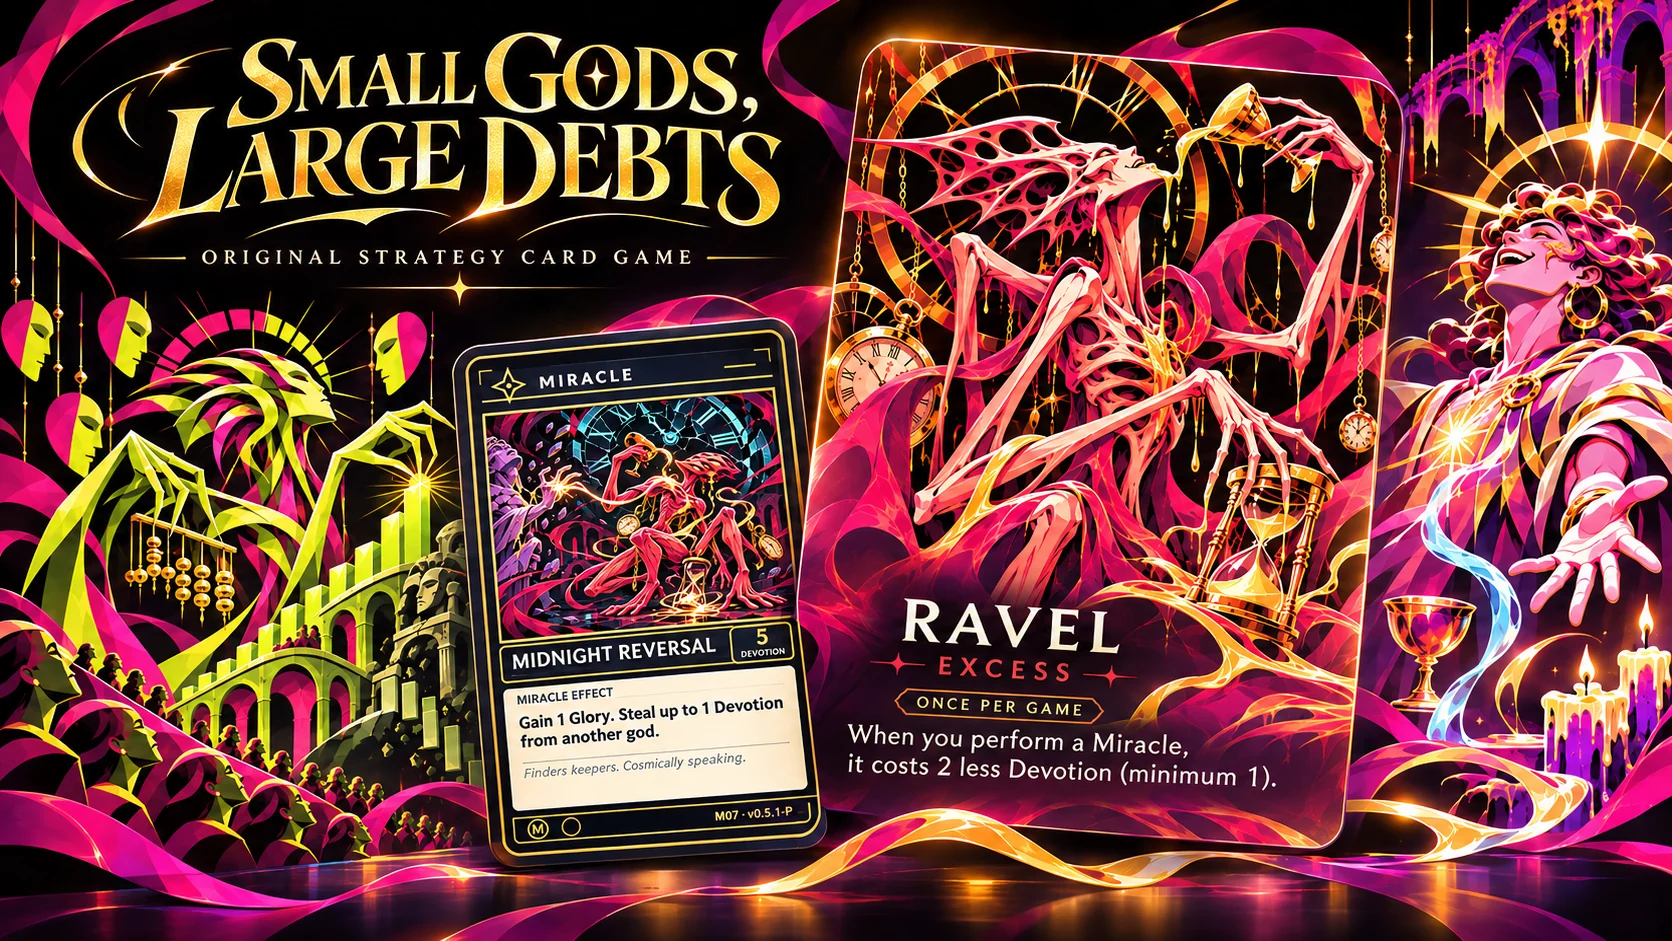 SMALL GODS,
LARGE DEBTS
ORIGINAL STRATEGY CARD GAME
MIRACLE
MIDNIGHT REVERSAL
5
DEVOTION
MIRACLE EFFECT
Gain 1 Glory. Steal up to 1 Devotion
from another god.
Finders keepers. Cosmically speaking.
M
M07 · v0.5.1-P
RAVEL
EXCESS
ONCE PER GAME
When you perform a Miracle,
it costs 2 less Devotion (minimum 1).